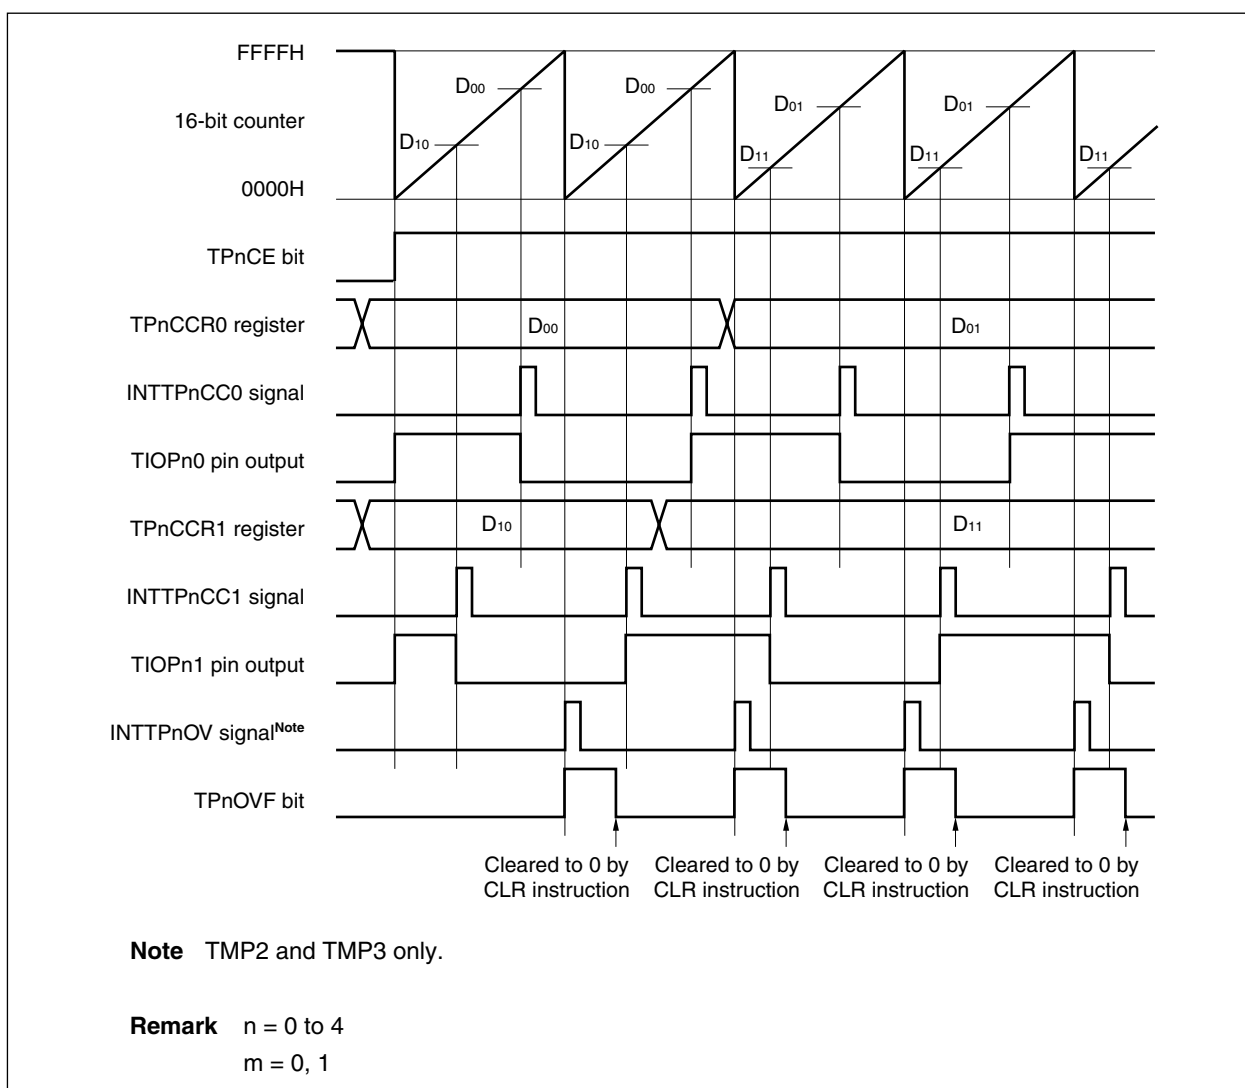 FFFFH
D00 D00 D01 D01
16-bit counter
D10 D10 D11 D11 D11
0000H
TPnCE bit
TPnCCR0 register D00 D01
INTTPnCC0 signal
TIOPn0 pin output
TPnCCR1 register D10 D11
INTTPnCC1 signal
TIOPn1 pin output
INTTPnOV signalNote
TPnOVF bit
Cleared to 0 by Cleared to 0 by Cleared to 0 by Cleared to 0 by
CLR instruction CLR instruction CLR instruction CLR instruction
Note TMP2 and TMP3 only.
Remark n = 0 to 4
m = 0, 1